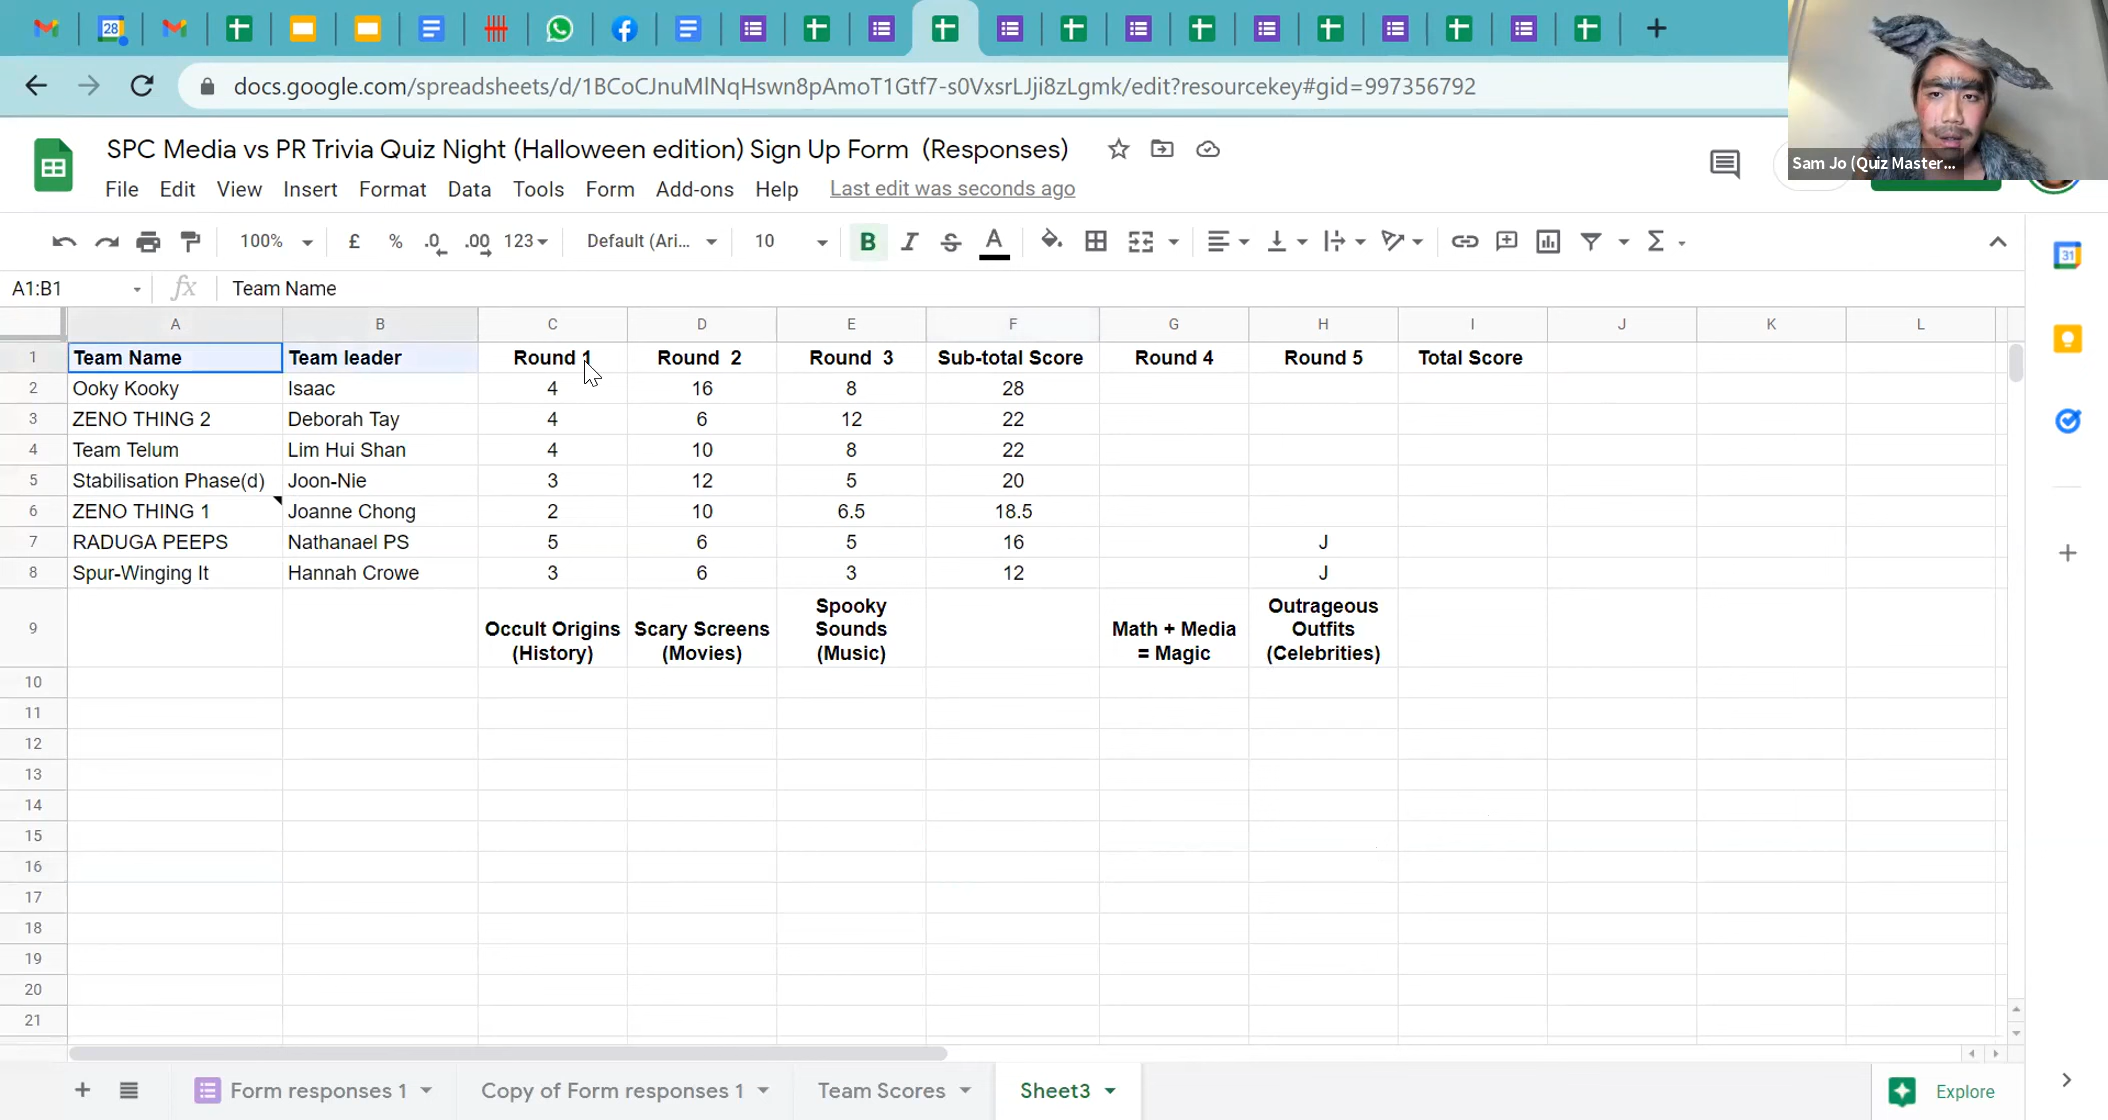 28
docs.google.com/spreadsheets/d/1BCoCJnuMlNqHswn8pAmoT1Gtf7-s0VxsrLJji8zLgmk/edit?resourcekey#gid=997356792
SPC Media vs PR Trivia Quiz Night (Halloween edition) Sign Up Form (Responses)
Sam Jo (Quiz Master...
File Edit View Insert Format Data Tools Form Add-ons Help Last edit was seconds ago
100% £ % .0 .00 123 Default (Ari... 10 B I S A Σ
31
A1:B1 fx Team Name
A B C D E F G H I J K L
1 Team Name Team leader Round 1 Round 2 Round 3 Sub-total Score Round 4 Round 5 Total Score
2 Ooky Kooky Isaac 4 16 8 28
3 ZENO THING 2 Deborah Tay 4 6 12 22
4 Team Telum Lim Hui Shan 4 10 8 22
5 Stabilisation Phase(d) Joon-Nie 3 12 5 20
6 ZENO THING 1 Joanne Chong 2 10 6.5 18.5
7 RADUGA PEEPS Nathanael PS 5 6 5 16 J
8 Spur-Winging It Hannah Crowe 3 6 3 12 J
Spooky Outrageous
9 Occult Origins Scary Screens Sounds Math + Media Outfits
(History) (Movies) (Music) = Magic (Celebrities)
10
11
12
13
14
15
16
17
18
19
20
21
Form responses 1 Copy of Form responses 1 Team Scores Sheet3 Explore